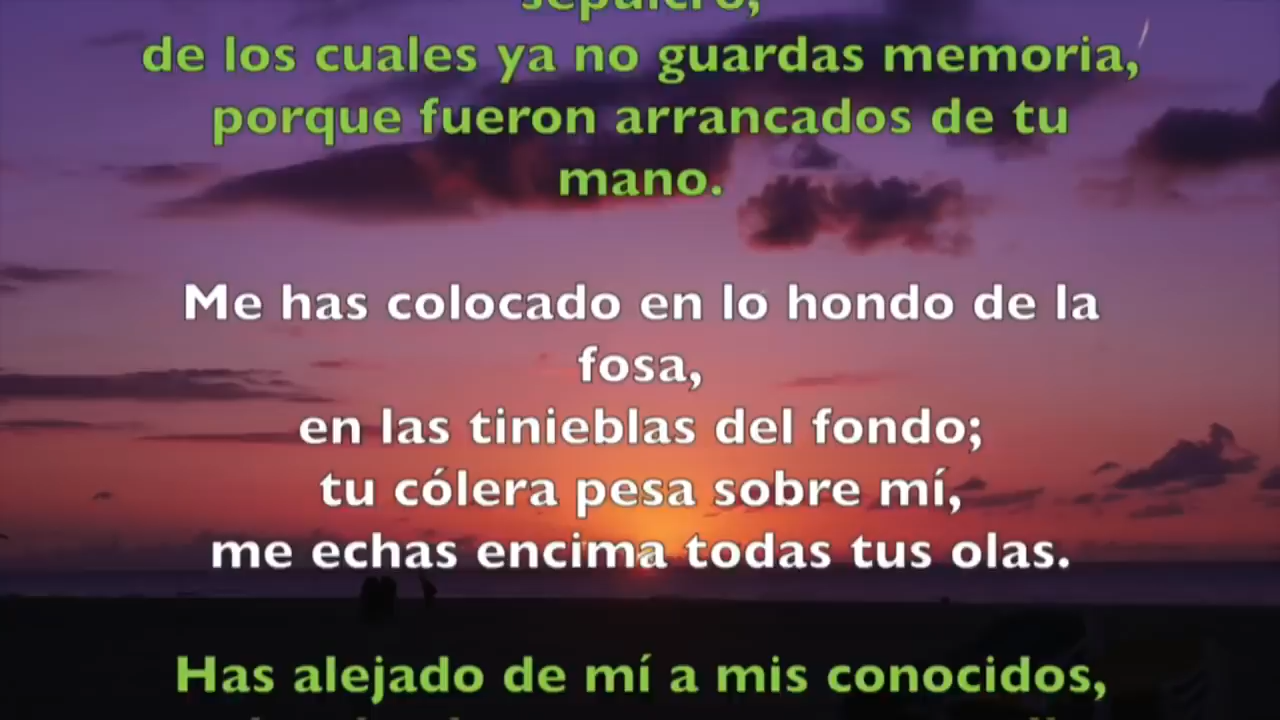 sepulcro,
de los cuales ya no guardas memoria,
porque fueron arrancados de tu
mano.
Me has colocado en lo hondo de la
fosa,
en las tinieblas del fondo;
tu cólera pesa sobre mí,
me echas encima todas tus olas.
Has alejado de mí a mis conocidos,